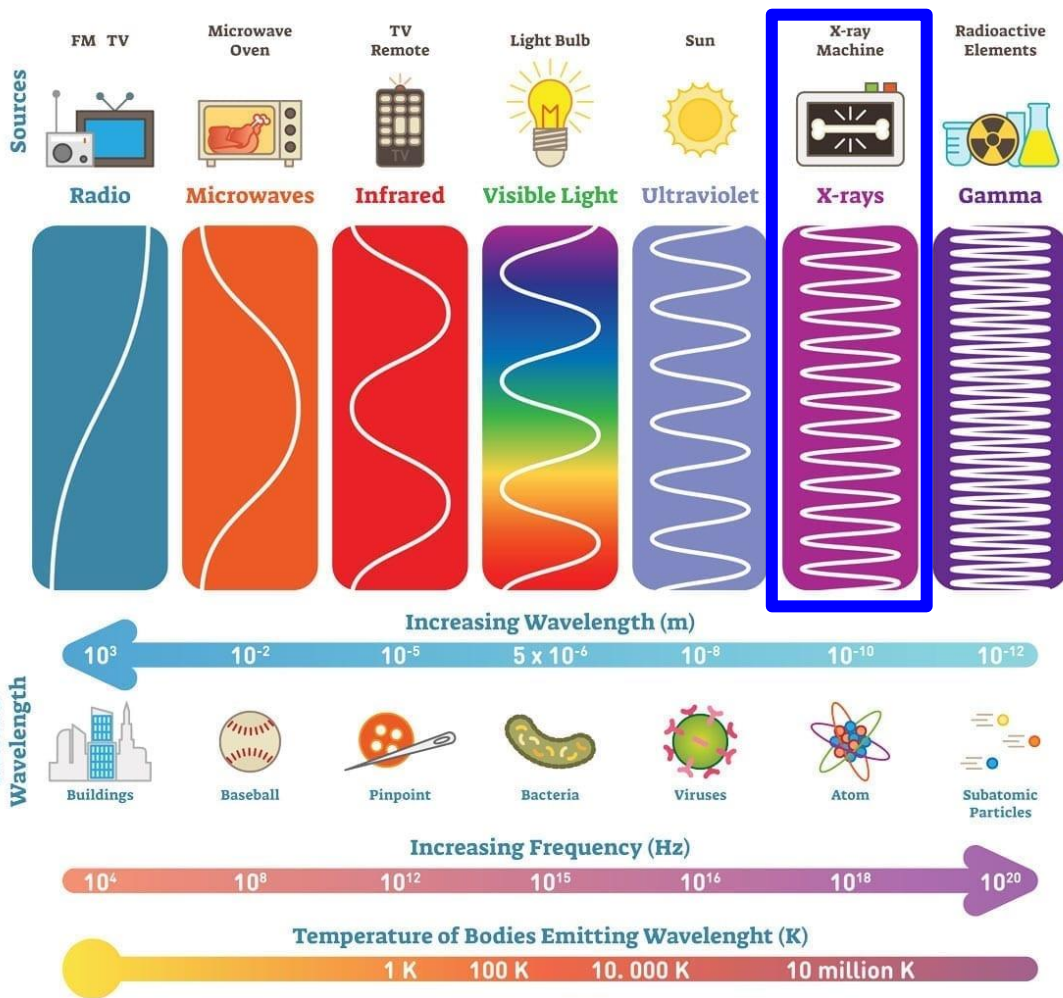 FM TV
Microwave
Oven
TV
Remote
Light Bulb
Sun
X-ray
Machine
Radioactive
Elements
Sources
TV
Radio
Microwaves
Infrared
Visible Light
Ultraviolet
X-rays
Gamma
Increasing Wavelength (m)
10³
10⁻²
10⁻⁵
5 x 10⁻⁶
10⁻⁸
10⁻¹⁰
10⁻¹²
Wavelength
Buildings
Baseball
Pinpoint
Bacteria
Viruses
Atom
Subatomic
Particles
Increasing Frequency (Hz)
10⁴
10⁸
10¹²
10¹⁵
10¹⁶
10¹⁸
10²⁰
Temperature of Bodies Emitting Wavelenght (K)
1 K
100 K
10. 000 K
10 million K